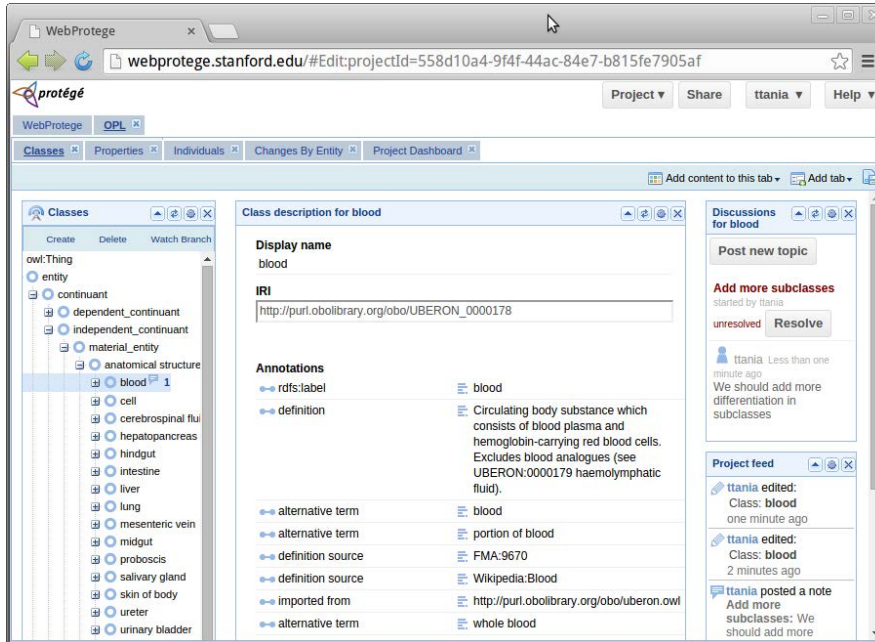 WebProtege
webprotege.stanford.edu/#Edit:projectId=558d10a4-9f4f-44ac-84e7-b815fe7905af
protégé
Project ▾ Share ttania ▾ Help ▾
WebProtege OPL
Classes Properties Individuals Changes By Entity Project Dashboard
Add content to this tab Add tab
Classes
Create Delete Watch Branch
owl:Thing
entity
continuant
dependent_continuant
independent_continuant
material_entity
anatomical structure
blood 1
cell
cerebrospinal flui
hepatopancreas
hindgut
intestine
liver
lung
mesenteric vein
midgut
proboscis
salivary gland
skin of body
ureter
urinary bladder
Class description for blood
Display name
blood
IRI
http://purl.obolibrary.org/obo/UBERON_0000178
Annotations
rdfs:label blood
definition Circulating body substance which
consists of blood plasma and
hemoglobin-carrying red blood cells.
Excludes blood analogues (see
UBERON:0000179 haemolymphatic
fluid).
alternative term blood
alternative term portion of blood
definition source FMA:9670
definition source Wikipedia:Blood
imported from http://purl.obolibrary.org/obo/uberon.owl
alternative term whole blood
Discussions
for blood
Post new topic
Add more subclasses
started by ttania
unresolved Resolve
ttania Less than one
minute ago
We should add more
differentiation in
subclasses
Project feed
ttania edited:
Class: blood
one minute ago
ttania edited:
Class: blood
2 minutes ago
ttania posted a note
Add more
subclasses: We
should add more